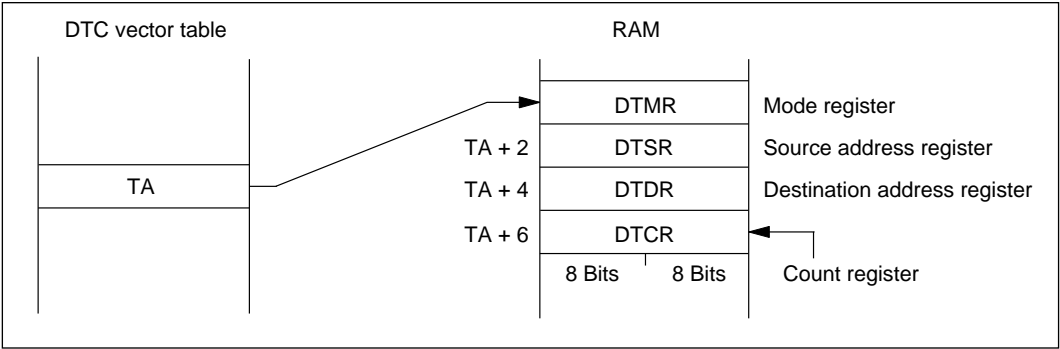 DTC vector table
RAM
DTMR Mode register
TA + 2 DTSR Source address register
TA TA + 4 DTDR Destination address register
TA + 6 DTCR
8 Bits 8 Bits Count register